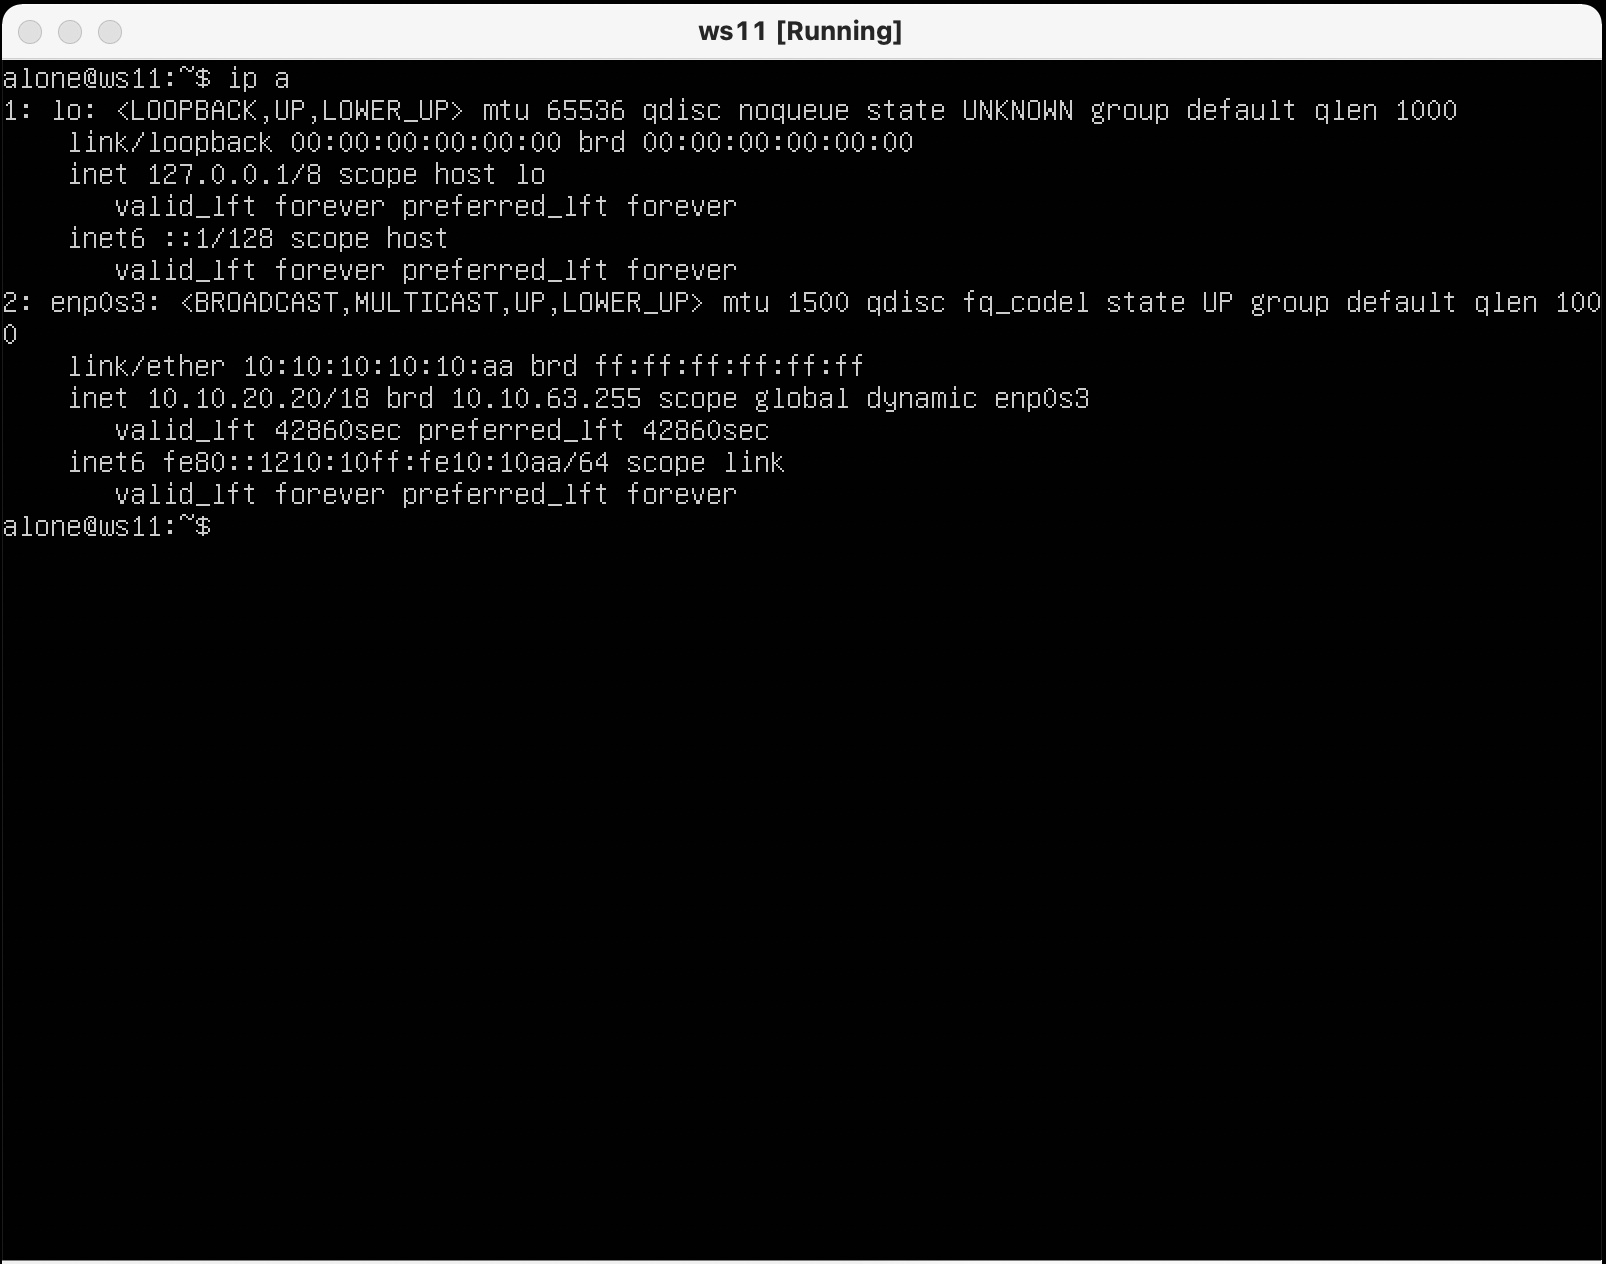 ws11 [Running]
alone@ws11:~$ ip a
1: lo: <LOOPBACK,UP,LOWER_UP> mtu 65536 qdisc noqueue state UNKNOWN group default qlen 1000
    link/loopback 00:00:00:00:00:00 brd 00:00:00:00:00:00
    inet 127.0.0.1/8 scope host lo
       valid_lft forever preferred_lft forever
    inet6 ::1/128 scope host
       valid_lft forever preferred_lft forever
2: enp0s3: <BROADCAST,MULTICAST,UP,LOWER_UP> mtu 1500 qdisc fq_codel state UP group default qlen 100
0
    link/ether 10:10:10:10:10:aa brd ff:ff:ff:ff:ff:ff
    inet 10.10.20.20/18 brd 10.10.63.255 scope global dynamic enp0s3
       valid_lft 42860sec preferred_lft 42860sec
    inet6 fe80::1210:10ff:fe10:10aa/64 scope link
       valid_lft forever preferred_lft forever
alone@ws11:~$